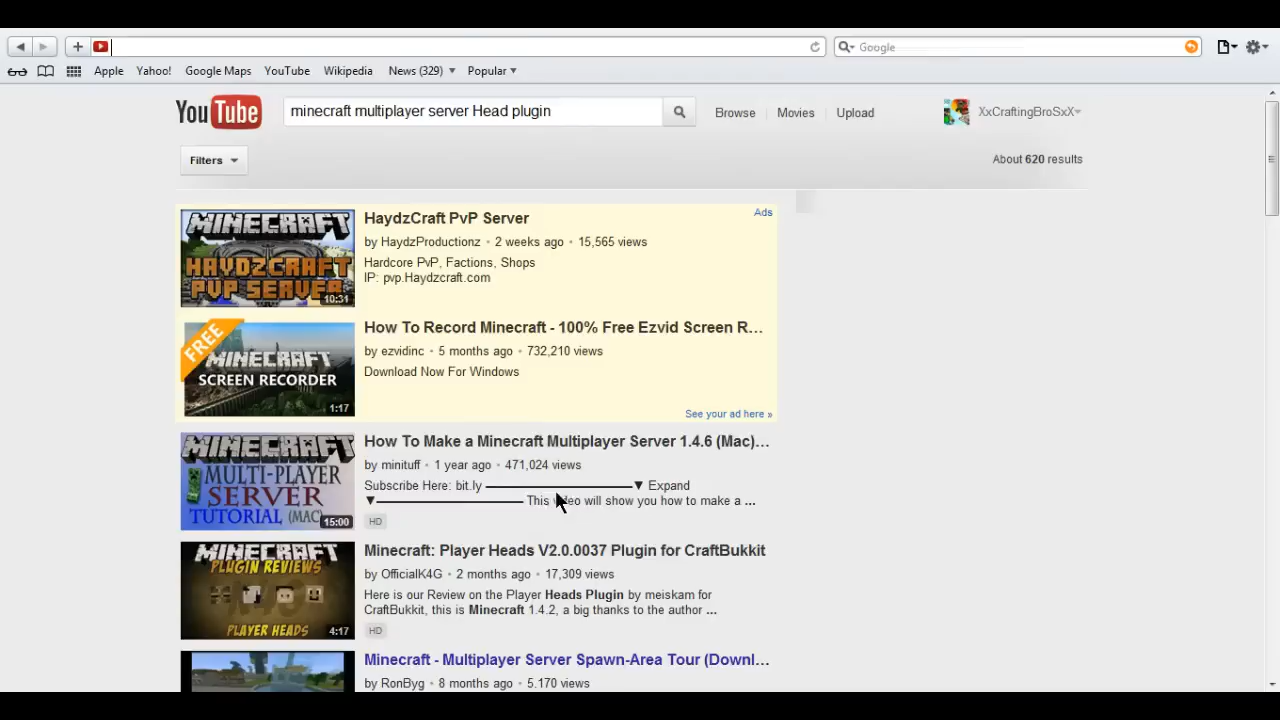 Google
Apple Yahoo! Google Maps YouTube Wikipedia News (329) Popular
YouTube minecraft multiplayer server Head plugin Browse Movies Upload XxCraftingBroSxX
Filters About 620 results
MINECRAFT
HAYDZCRAFT
PVP SERVER
10:31
HaydzCraft PvP Server Ads
by HaydzProductionz • 2 weeks ago • 15,565 views
Hardcore PvP, Factions, Shops
IP: pvp.Haydzcraft.com
FREE
MINECRAFT
SCREEN RECORDER
1:17
How To Record Minecraft - 100% Free Ezvid Screen R...
by ezvidinc • 5 months ago • 732,210 views
Download Now For Windows
See your ad here »
MINECRAFT
MULTI-PLAYER
SERVER
TUTORIAL (MAC)
15:00
How To Make a Minecraft Multiplayer Server 1.4.6 (Mac)...
by minituff • 1 year ago • 471,024 views
Subscribe Here: bit.ly ▬▬▬▬▬▬▬▬▬▼ Expand
▼▬▬▬▬▬▬▬▬▬ This video will show you how to make a ...
HD
MINECRAFT
PLUGIN REVIEWS
PLAYER HEADS
4:17
Minecraft: Player Heads V2.0.0037 Plugin for CraftBukkit
by OfficialK4G • 2 months ago • 17,309 views
Here is our Review on the Player Heads Plugin by meiskam for
CraftBukkit, this is Minecraft 1.4.2, a big thanks to the author ...
HD
Minecraft - Multiplayer Server Spawn-Area Tour (Downl...
by RonByg • 8 months ago • 5.170 views